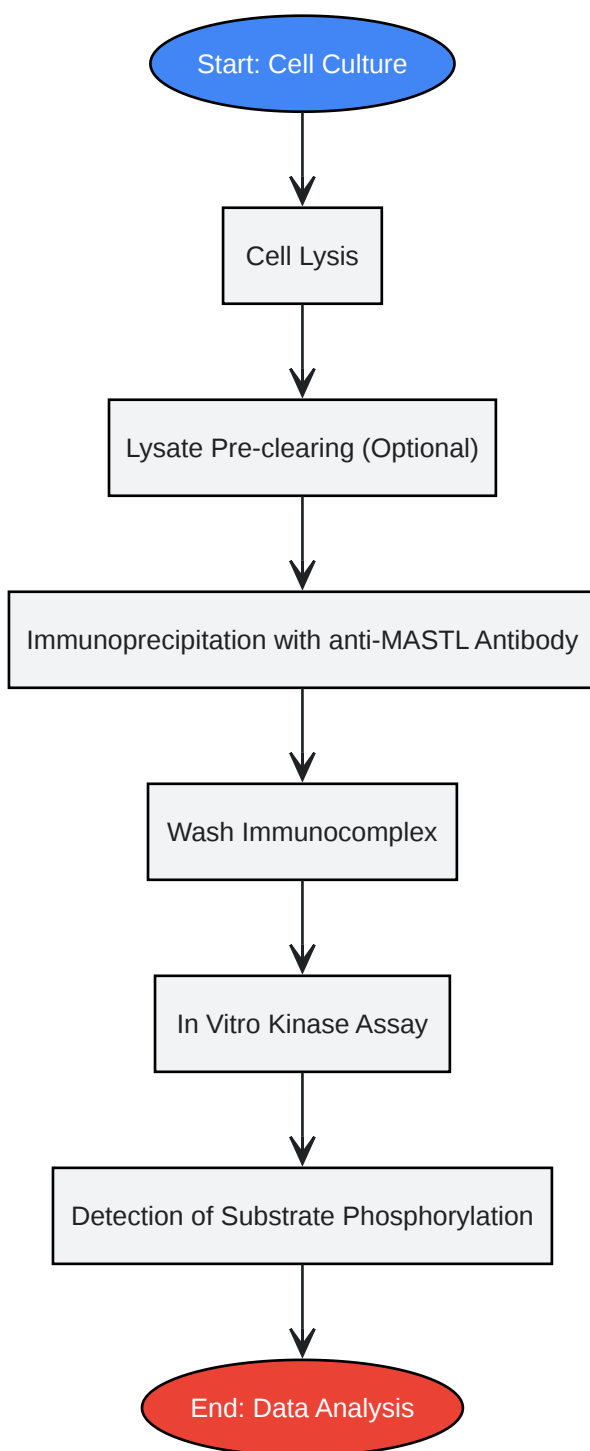 Start: Cell Culture
Cell Lysis
Lysate Pre-clearing (Optional)
Immunoprecipitation with anti-MASTL Antibody
Wash Immunocomplex
In Vitro Kinase Assay
Detection of Substrate Phosphorylation
End: Data Analysis